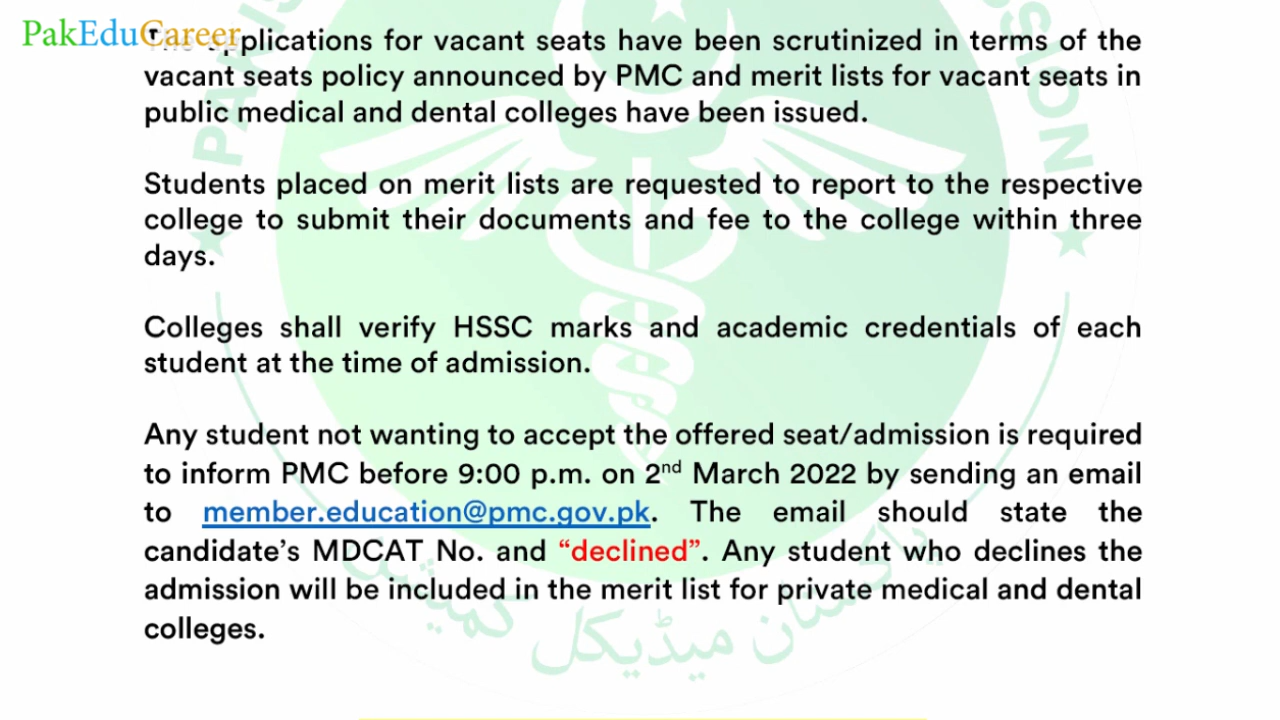 PakEduCareer
The applications for vacant seats have been scrutinized in terms of the
vacant seats policy announced by PMC and merit lists for vacant seats in
public medical and dental colleges have been issued.
Students placed on merit lists are requested to report to the respective
college to submit their documents and fee to the college within three
days.
Colleges shall verify HSSC marks and academic credentials of each
student at the time of admission.
Any student not wanting to accept the offered seat/admission is required
to inform PMC before 9:00 p.m. on 2nd March 2022 by sending an email
to member.education@pmc.gov.pk. The email should state the
candidate’s MDCAT No. and “declined”. Any student who declines the
admission will be included in the merit list for private medical and dental
colleges.
پاکستان میڈیکل کمیشن